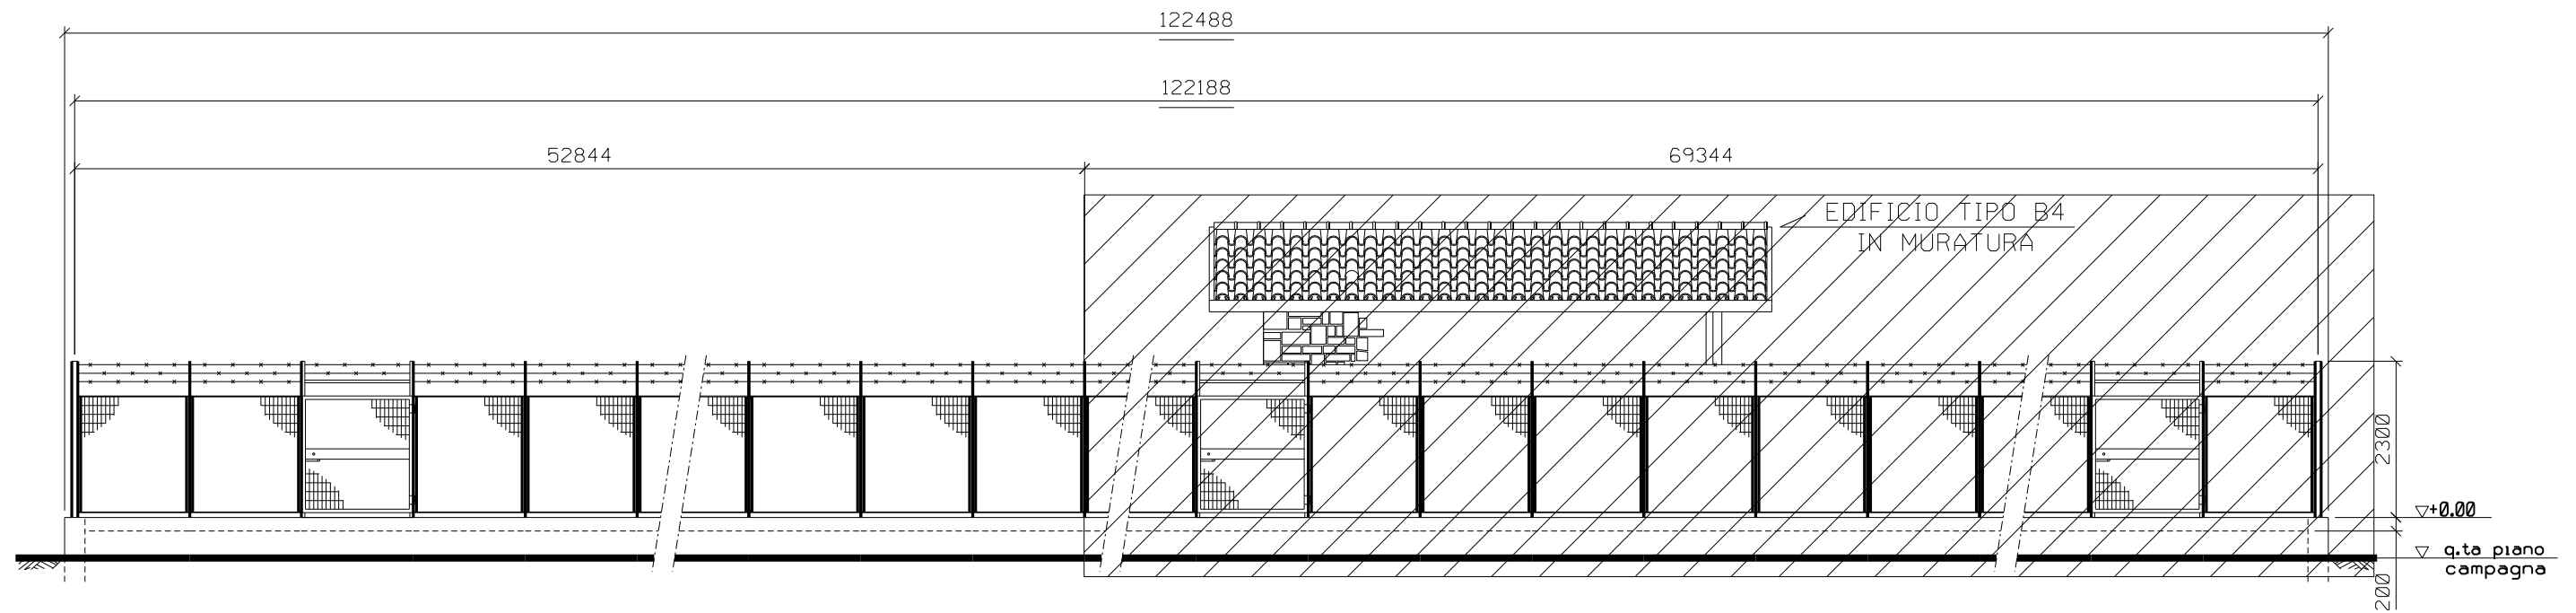 122488
122188
52844
69344
EDIFICIO TIPO B4
IN MURATURA
2300
+0.00
q.ta piano
campagna
200